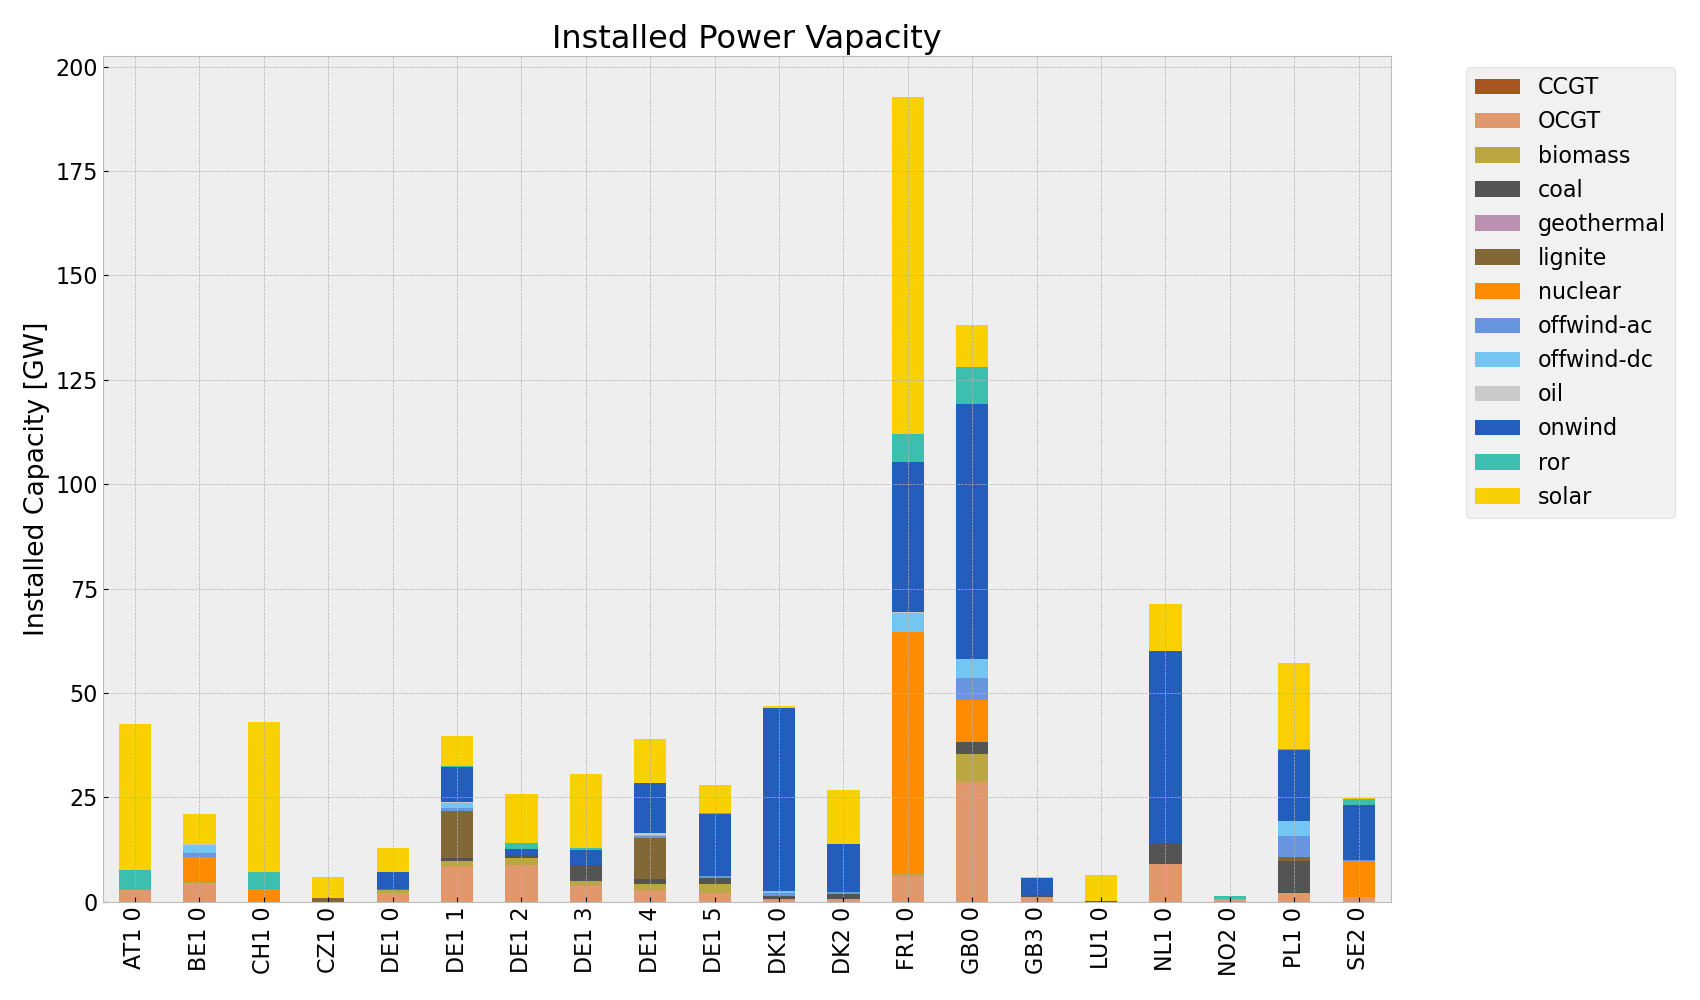 Installed Power Vapacity
Installed Capacity [GW]
200
175
150
125
100
75
50
25
0
AT1 0
BE1 0
CH1 0
CZ1 0
DE1 0
DE1 1
DE1 2
DE1 3
DE1 4
DE1 5
DK1 0
DK2 0
FR1 0
GB0 0
GB3 0
LU1 0
NL1 0
NO2 0
PL1 0
SE2 0
CCGT
OCGT
biomass
coal
geothermal
lignite
nuclear
offwind-ac
offwind-dc
oil
onwind
ror
solar